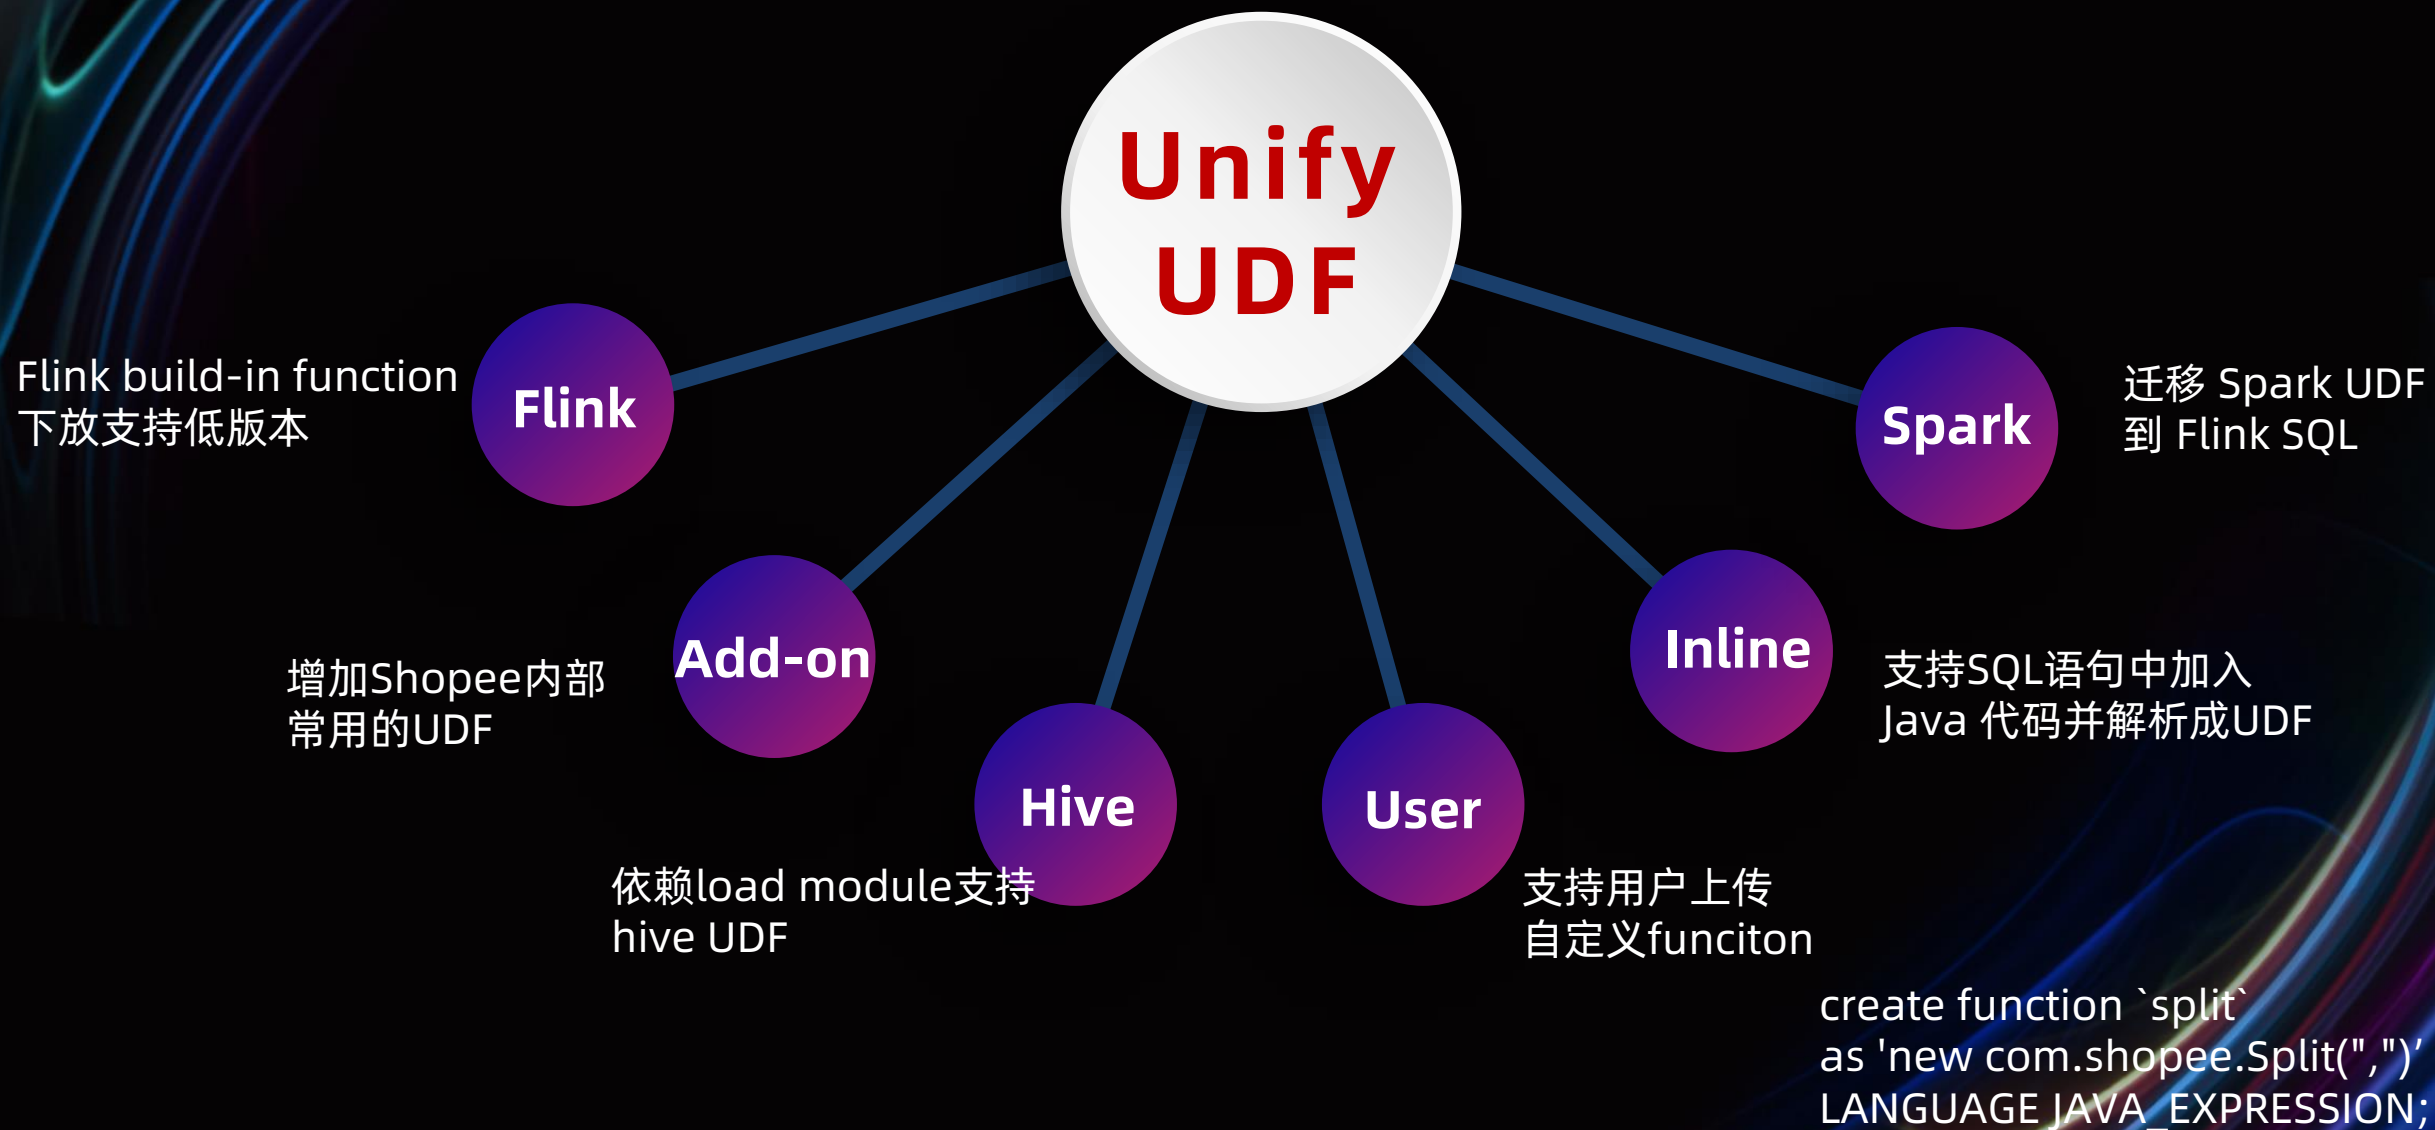 Unify
UDF
Flink build-in function
下放支持低版本
Flink
Spark
迁移 Spark UDF
到 Flink SQL
增加Shopee内部
常用的UDF
Add-on
Inline
支持SQL语句中加入
Java 代码并解析成UDF
Hive
依赖load module支持
hive UDF
User
支持用户上传
自定义funciton
create function `split`
as 'new com.shopee.Split(",")’
LANGUAGE JAVA_EXPRESSION;